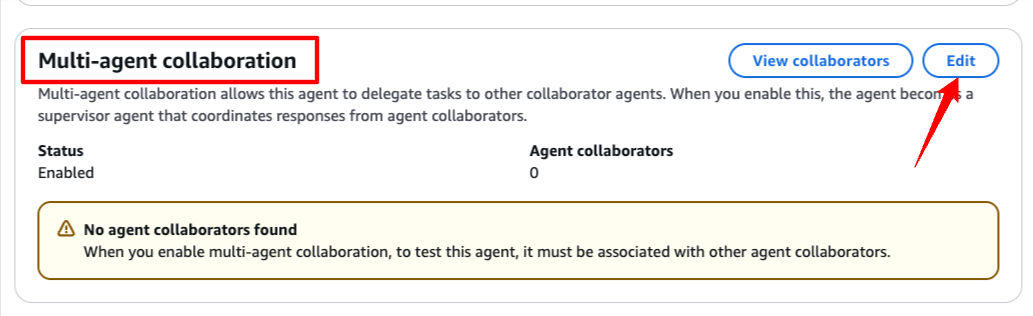 Multi-agent collaboration
View collaborators
Edit
Multi-agent collaboration allows this agent to delegate tasks to other collaborator agents. When you enable this, the agent becomes a
supervisor agent that coordinates responses from agent collaborators.
Status
Agent collaborators
Enabled
0
No agent collaborators found
When you enable multi-agent collaboration, to test this agent, it must be associated with other agent collaborators.